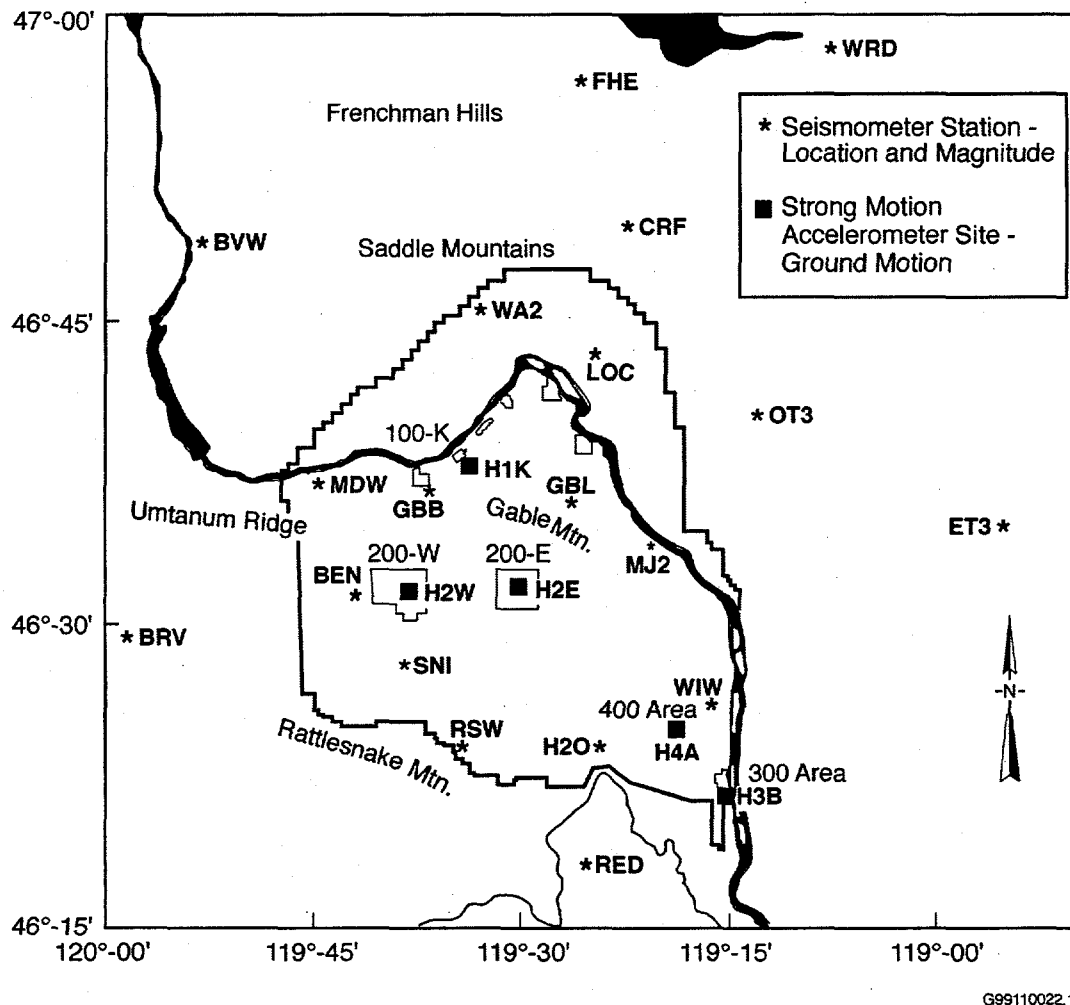 47°-00'
* WRD
* FHE
Frenchman Hills
* Seismometer Station -
Location and Magnitude
■ Strong Motion
Accelerometer Site -
Ground Motion
* CRF
* BVW
Saddle Mountains
46°-45'
* WA2
* LOC
* OT3
100-K
■ H1K
* MDW
* GBB
* GBL
Gable Mtn.
Umtanum Ridge
ET3 *
* MJ2
200-W
200-E
BEN
*
■ H2W
■ H2E
46°-30'
* BRV
* SNI
-N-
WIW
*
400 Area
■
H4A
RSW
*
H2O *
Rattlesnake Mtn.
300 Area
■ H3B
* RED
46°-15'
120°-00'
119°-45'
119°-30'
119°-15'
119°-00'
G99110022.1